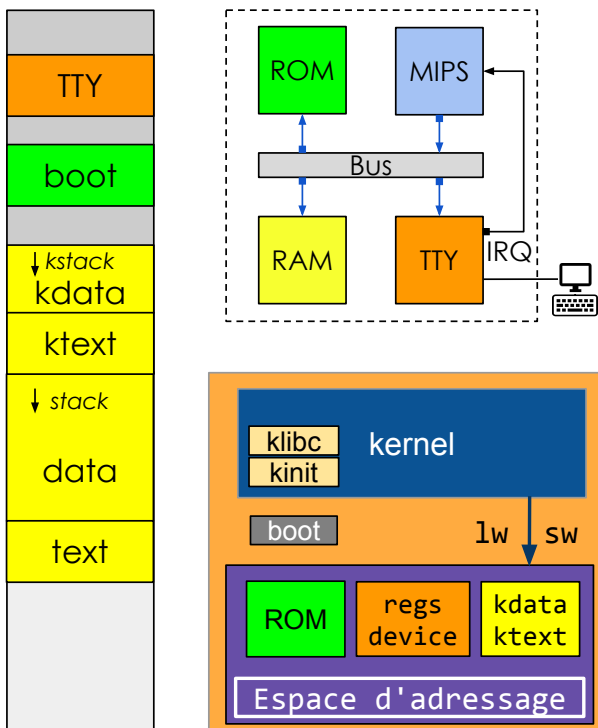 TTY
boot
↓ kstack
kdata
ktext
↓ stack
data
text
ROM
MIPS
Bus
RAM
TTY
IRQ
klibc
kinit
kernel
boot
lw
sw
ROM
regs
device
kdata
ktext
Espace d'adressage